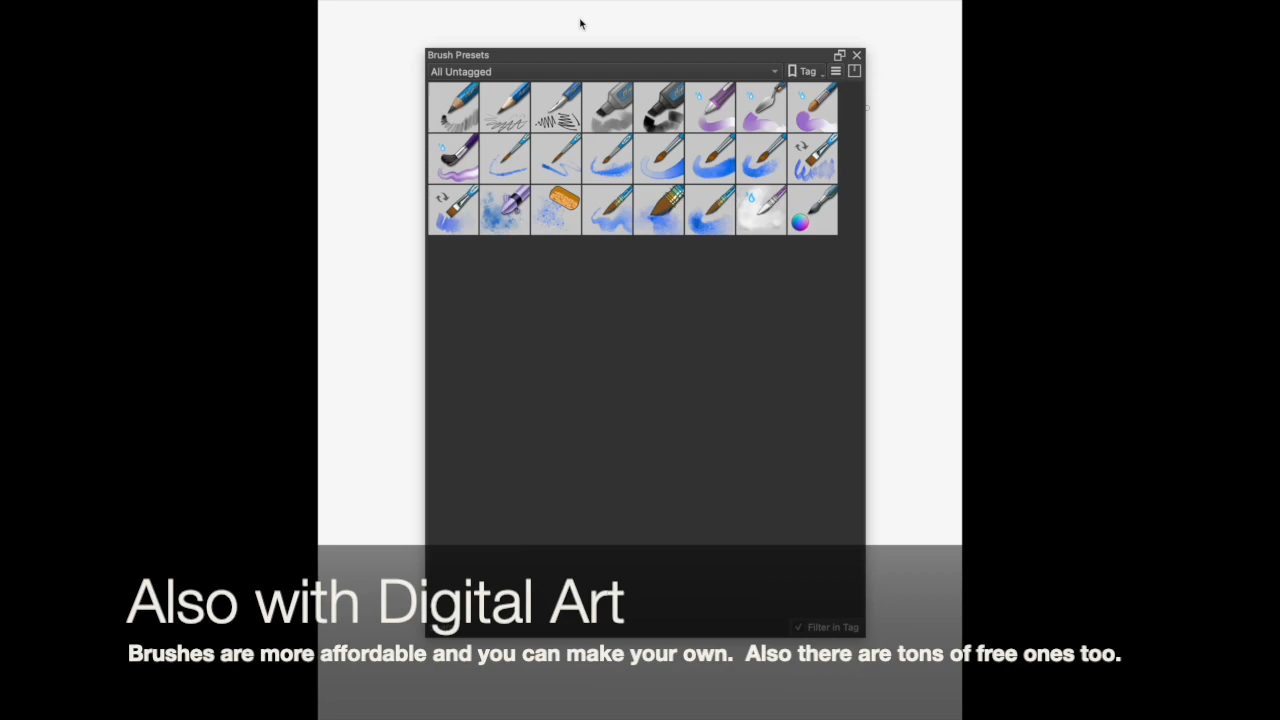 Brush Presets
All Untagged
Tag
Filter in Tag
Also with Digital Art
Brushes are more affordable and you can make your own.  Also there are tons of free ones too.